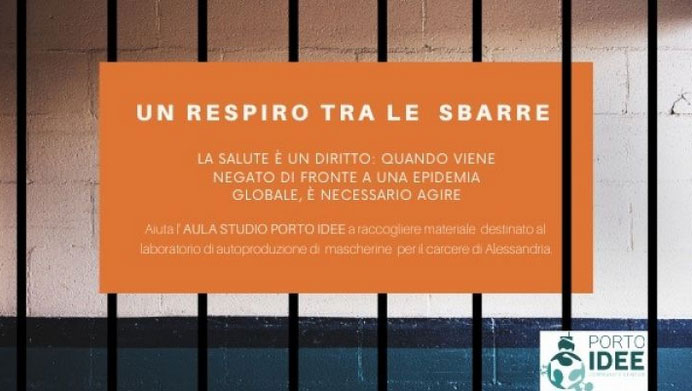 UN RESPIRO TRA LE SBARRE
LA SALUTE È UN DIRITTO: QUANDO VIENE
NEGATO DI FRONTE A UNA EPIDEMIA
GLOBALE, È NECESSARIO AGIRE
Aiuta l' AULA STUDIO PORTO IDEE a raccogliere materiale destinato al
laboratorio di autoproduzione di mascherine per il carcere di Alessandria.
PORTO
IDEE